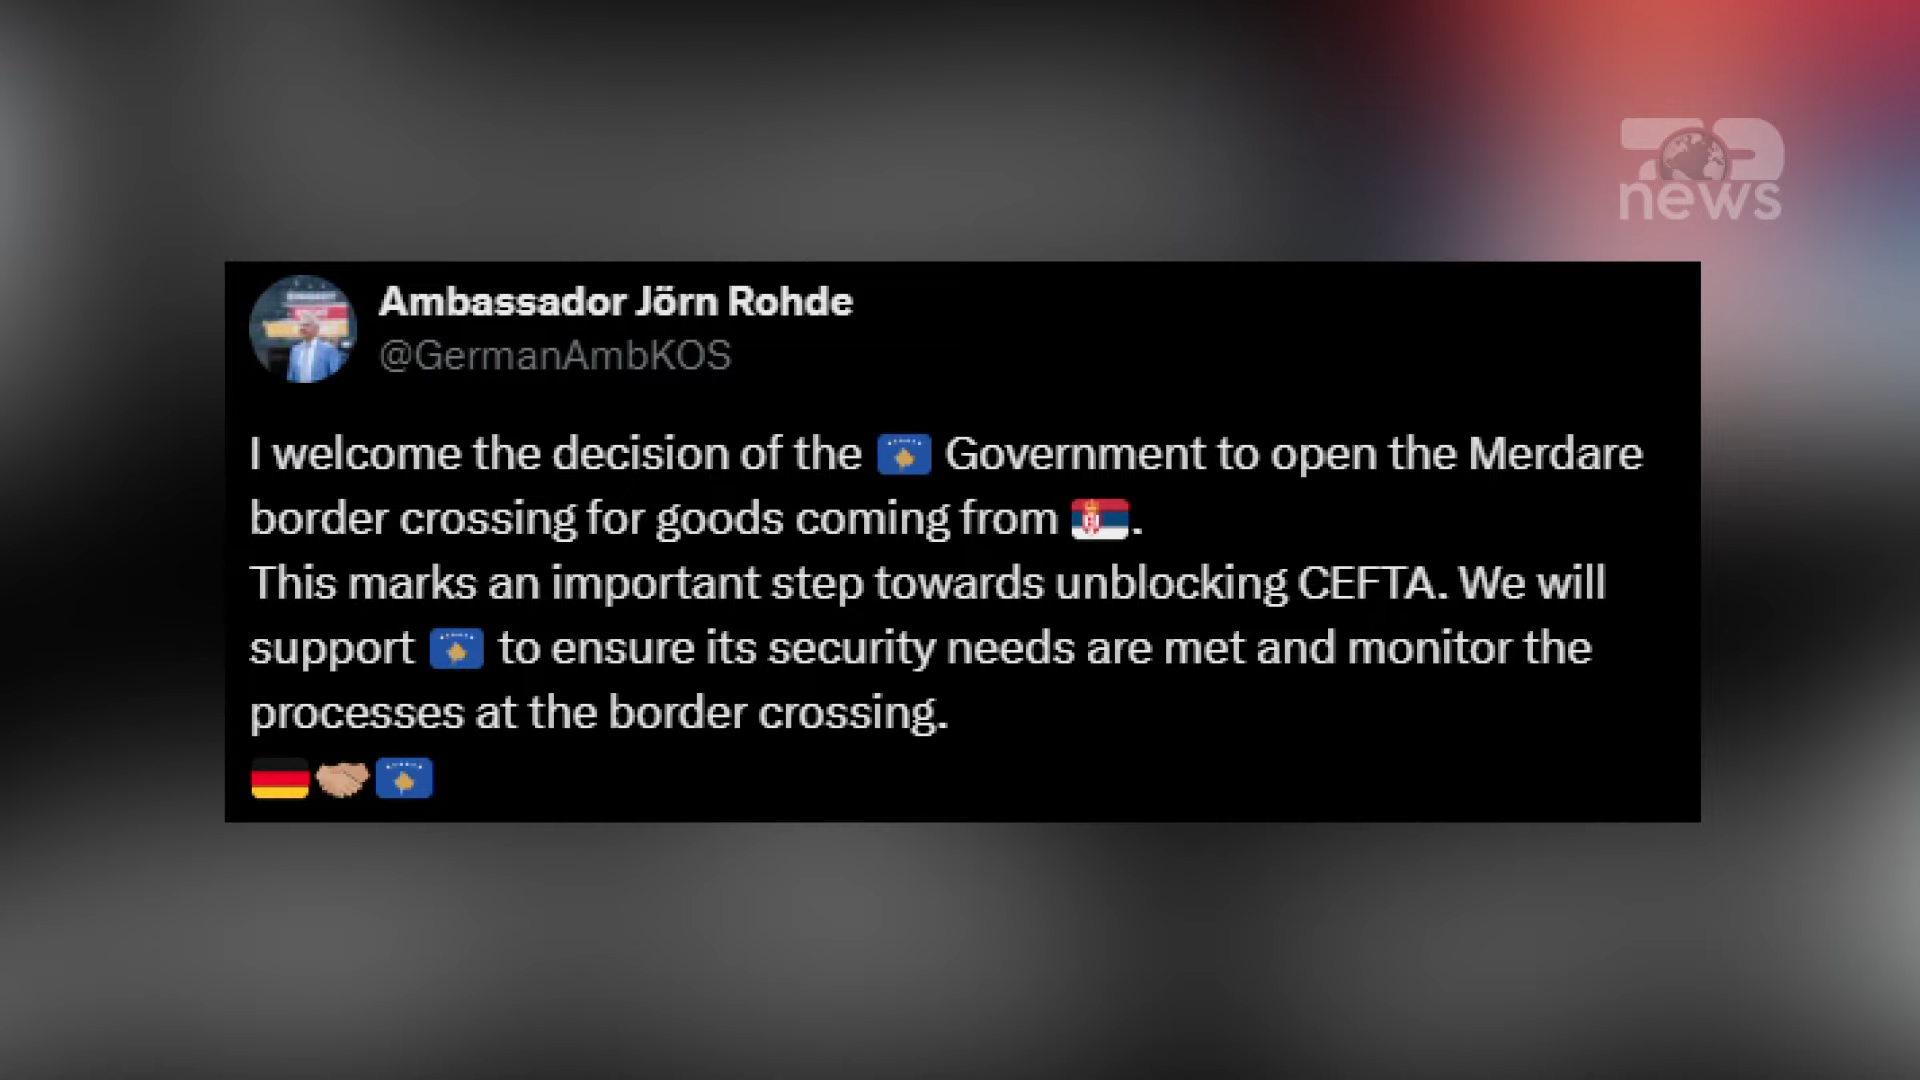 TOP
news
Ambassador Jörn Rohde
@GermanAmbKOS
I welcome the decision of the 🇽🇰 Government to open the Merdare
border crossing for goods coming from 🇷🇸.
This marks an important step towards unblocking CEFTA. We will
support 🇽🇰 to ensure its security needs are met and monitor the
processes at the border crossing.
🇩🇪🤝🏼🇽🇰